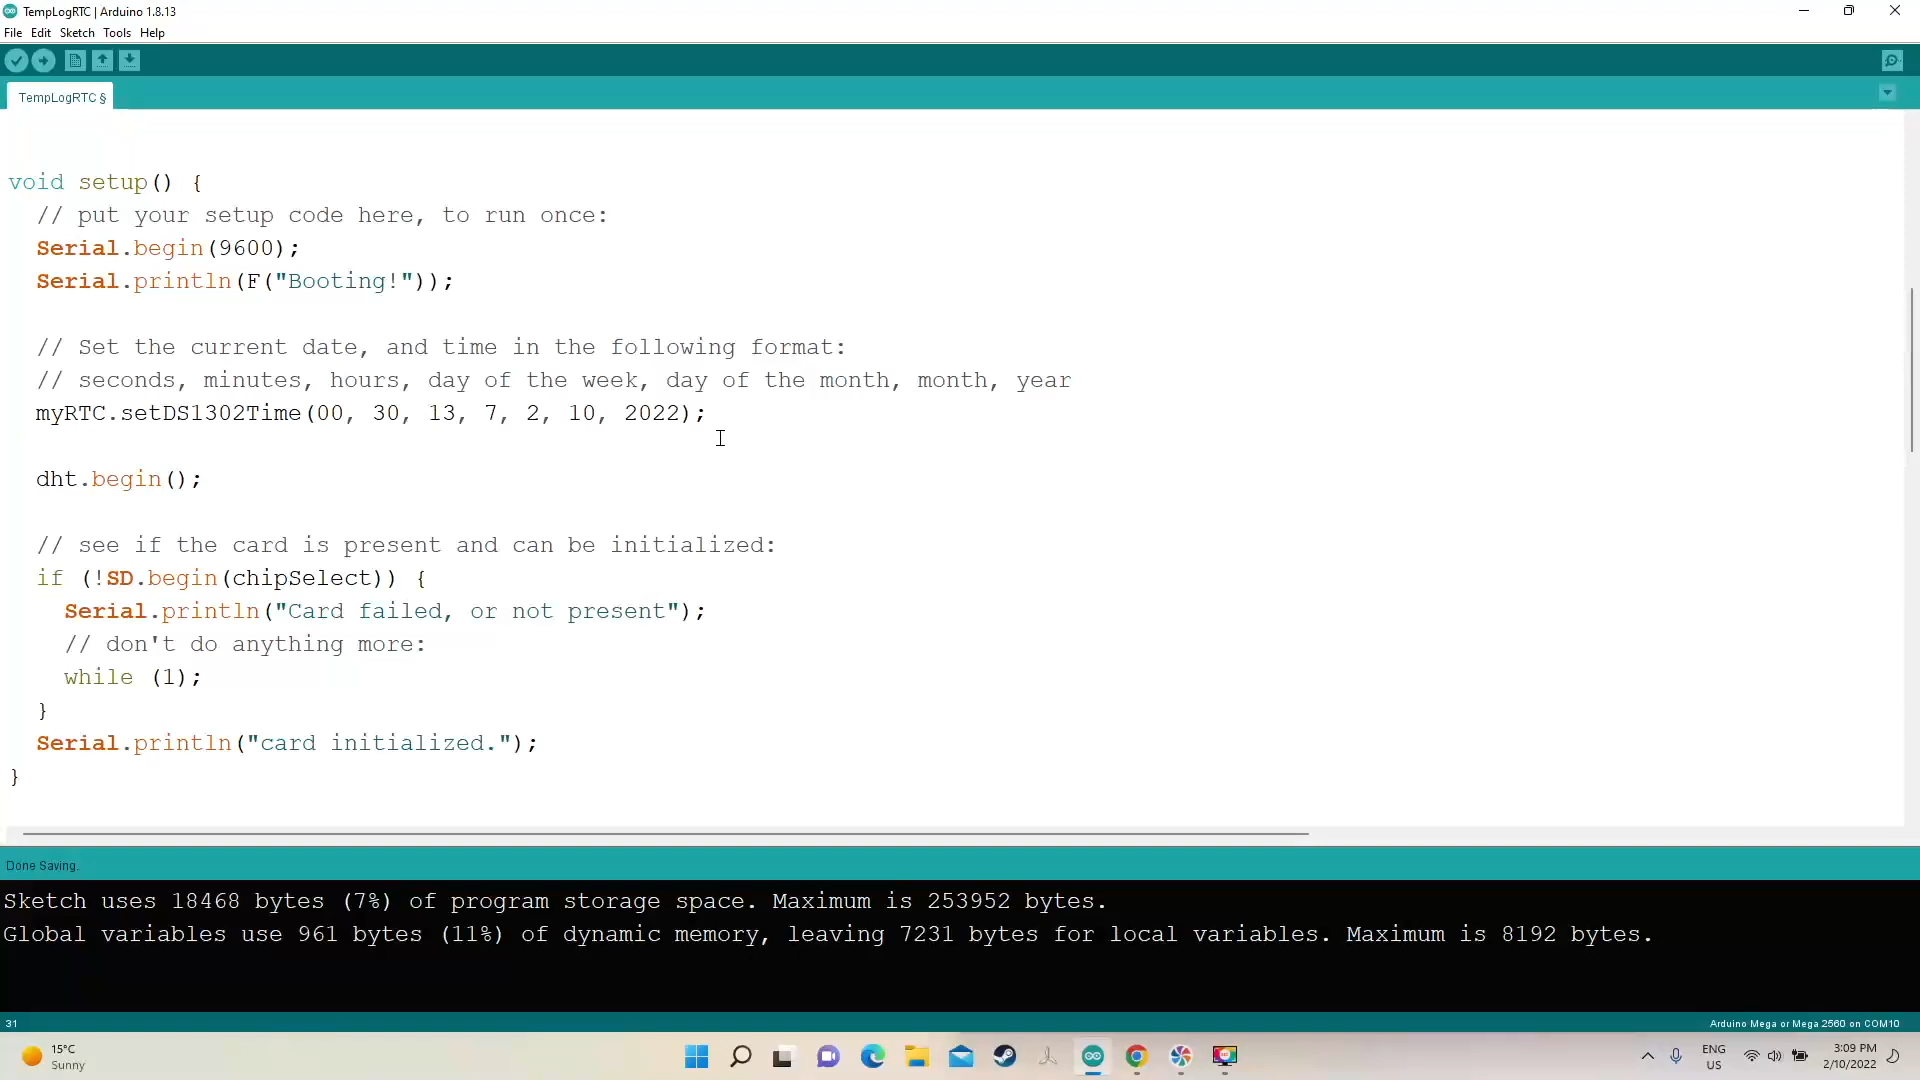 TempLogRTC | Arduino 1.8.13
File Edit Sketch Tools Help
TempLogRTC §
void setup() {
// put your setup code here, to run once:
Serial.begin(9600);
Serial.println(F("Booting!"));
// Set the current date, and time in the following format:
// seconds, minutes, hours, day of the week, day of the month, month, year
myRTC.setDS1302Time(00, 30, 13, 7, 2, 10, 2022);
dht.begin();
// see if the card is present and can be initialized:
if (!SD.begin(chipSelect)) {
Serial.println("Card failed, or not present");
// don't do anything more:
while (1);
}
Serial.println("card initialized.");
}
Done Saving.
Sketch uses 18468 bytes (7%) of program storage space. Maximum is 253952 bytes.
Global variables use 961 bytes (11%) of dynamic memory, leaving 7231 bytes for local variables. Maximum is 8192 bytes.
31
Arduino Mega or Mega 2560 on COM10
15°C
Sunny
ENG
US
3:09 PM
2/10/2022